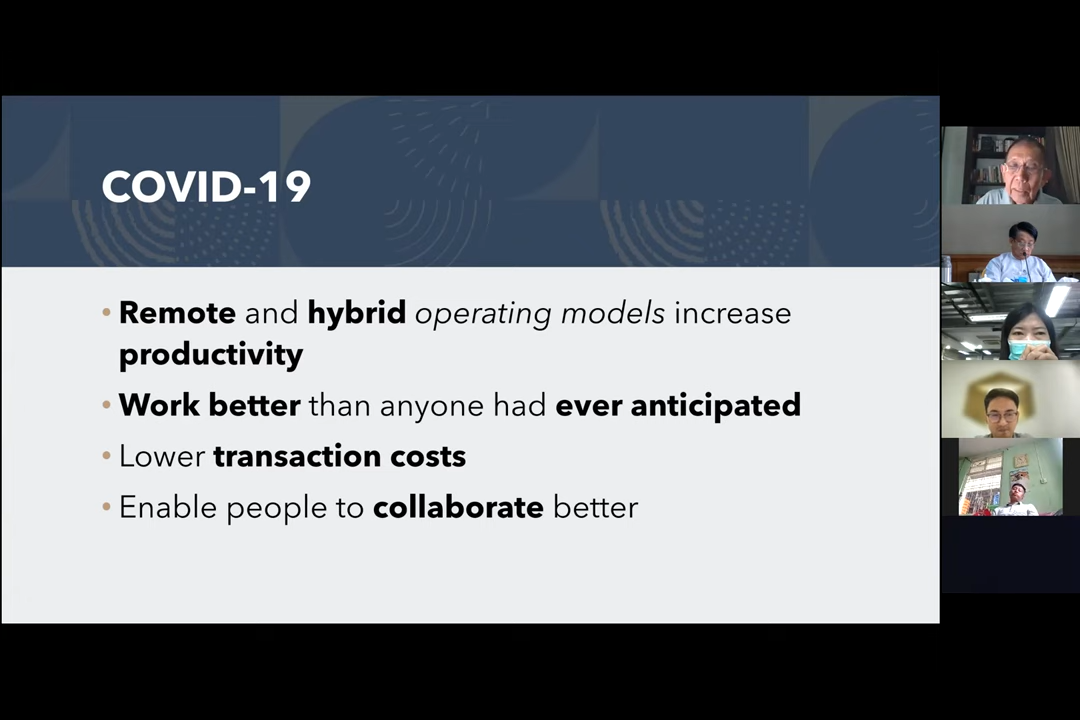 COVID-19
• Remote and hybrid operating models increase
productivity
• Work better than anyone had ever anticipated
• Lower transaction costs
• Enable people to collaborate better